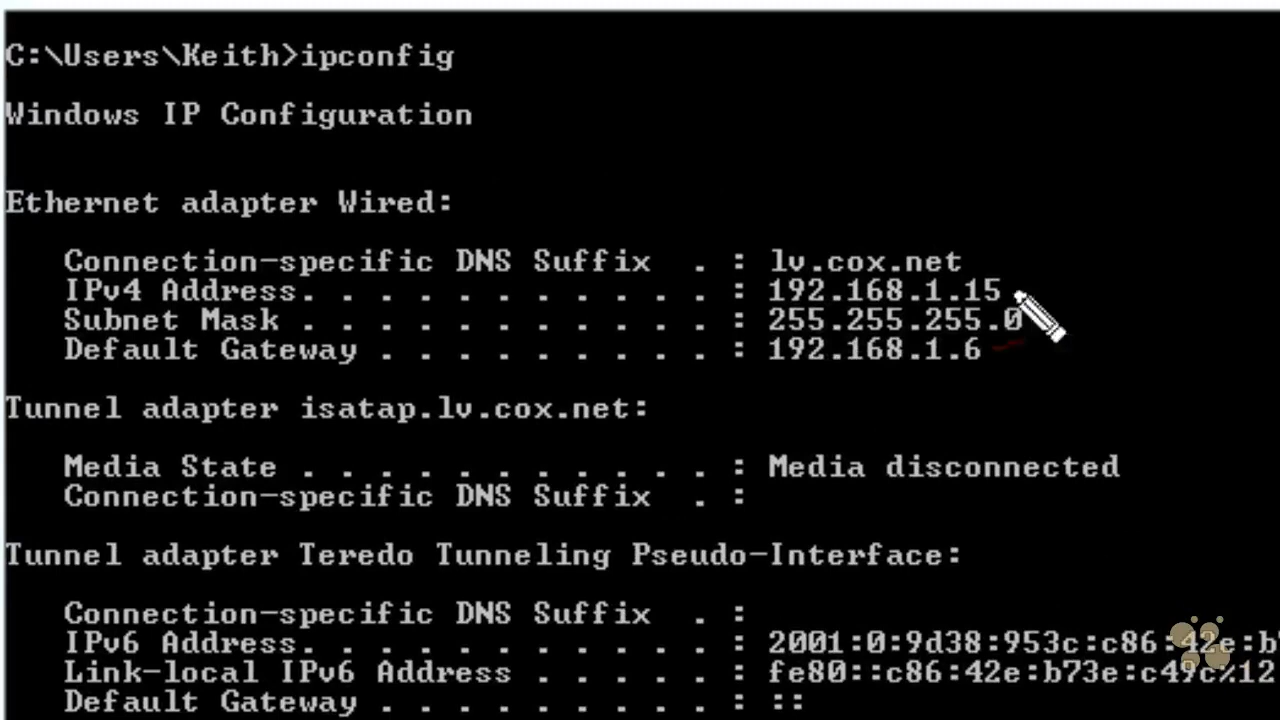 C:\Users\Keith>ipconfig
Windows IP Configuration
Ethernet adapter Wired:
Connection-specific DNS Suffix . : lv.cox.net
IPv4 Address. . . . . . . . . . . : 192.168.1.15
Subnet Mask . . . . . . . . . . . : 255.255.255.0
Default Gateway . . . . . . . . . : 192.168.1.6
Tunnel adapter isatap.lv.cox.net:
Media State . . . . . . . . . . . : Media disconnected
Connection-specific DNS Suffix . :
Tunnel adapter Teredo Tunneling Pseudo-Interface:
Connection-specific DNS Suffix . :
IPv6 Address. . . . . . . . . . . : 2001:0:9d38:953c:c86:42e:b
Link-local IPv6 Address . . . . . : fe80::c86:42e:b73e:c49c%12
Default Gateway . . . . . . . . . : ::